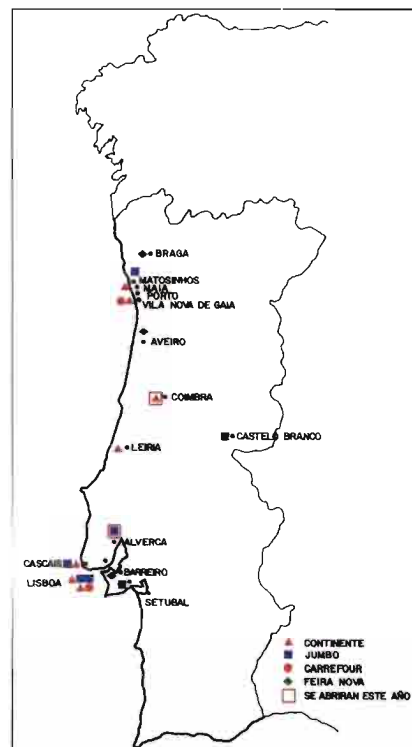 BRAGA
MATOSINHOS
MAIA
PORTO
VILA NOVA DE GAIA
AVEIRO
COIMBRA
CASTELO BRANCO
LEIRIA
ALVERCA
CASCAIS
BARREIRO
LISBOA
SETUBAL
CONTINENTE
JUMBO
CARREFOUR
FEIRA NOVA
SE ABRIRAN ESTE AÑO